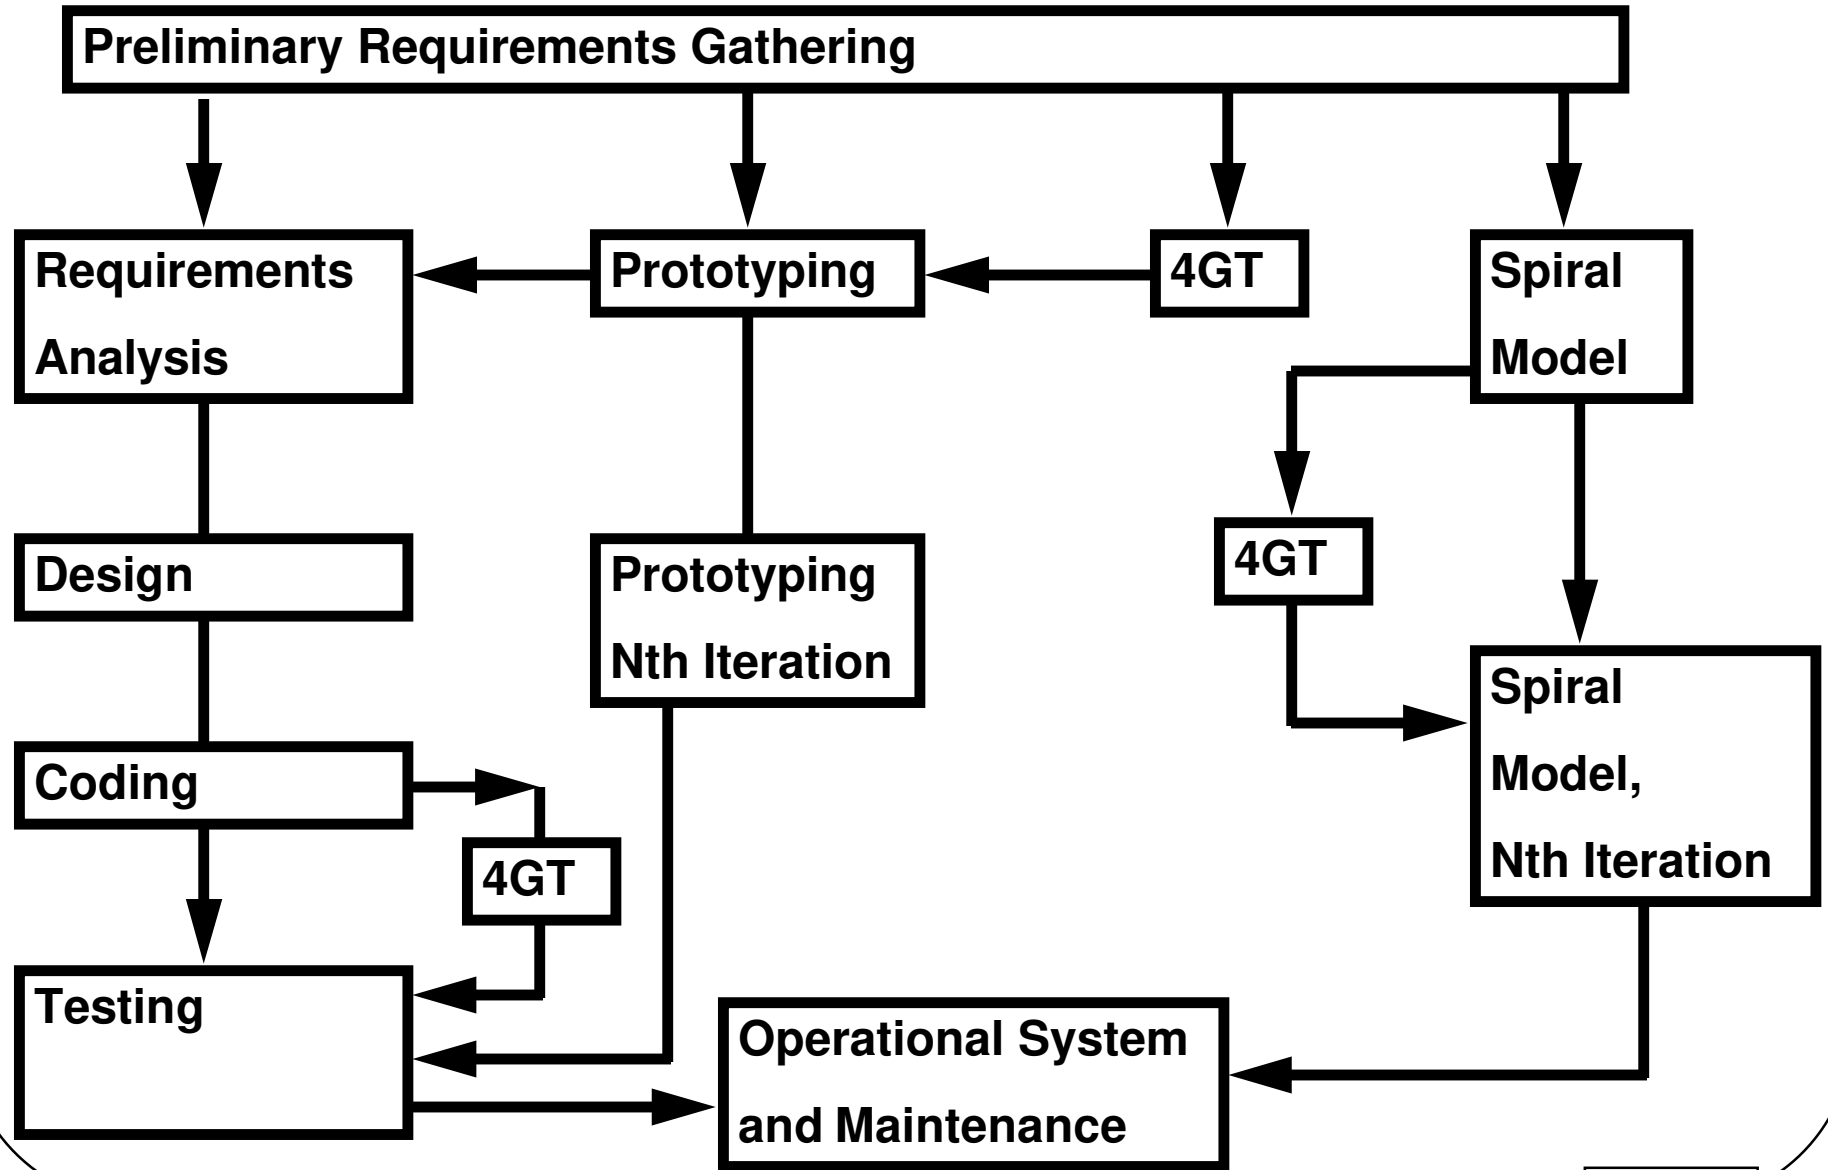 Preliminary Requirements Gathering
Requirements
Analysis
Prototyping
4GT
Spiral
Model
Design
Prototyping
Nth Iteration
4GT
Spiral
Model,
Nth Iteration
Coding
4GT
Testing
Operational System
and Maintenance